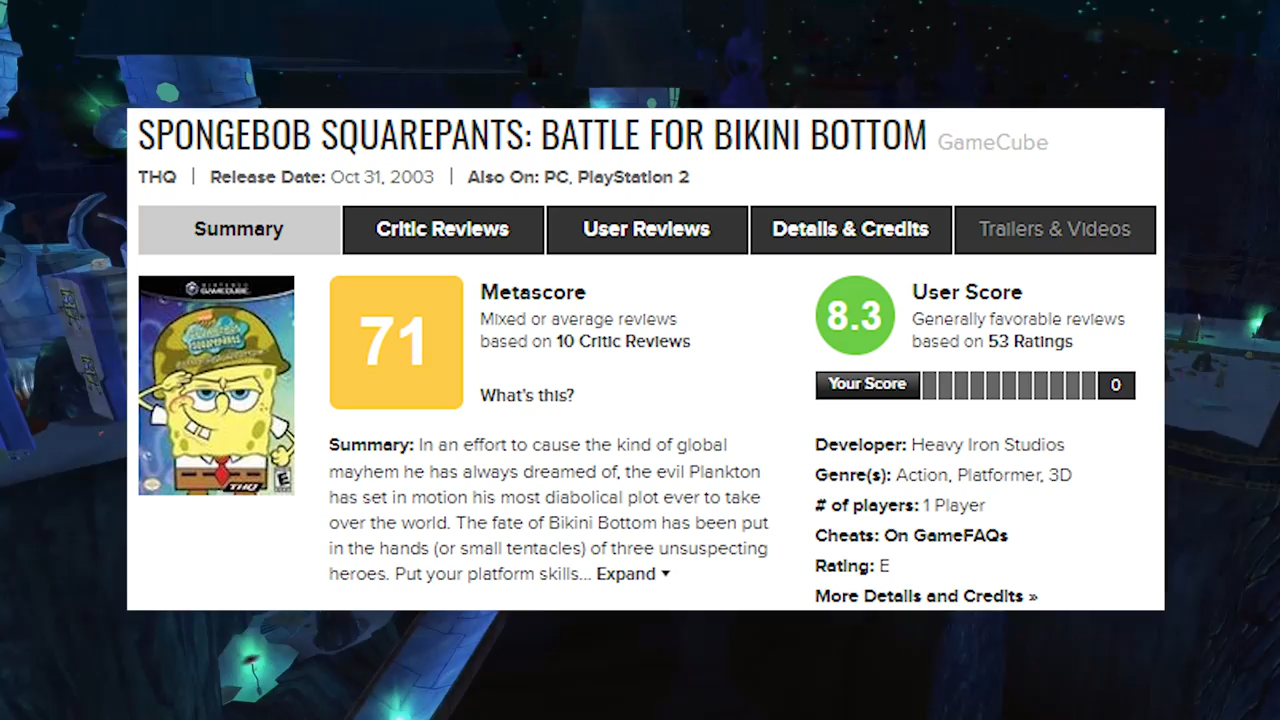 SPONGEBOB SQUAREPANTS: BATTLE FOR BIKINI BOTTOM GameCube
THQ | Release Date: Oct 31, 2003 | Also On: PC, PlayStation 2
Summary Critic Reviews User Reviews Details & Credits Trailers & Videos
NINTENDO
GAMECUBE
SPONGEBOB
SQUAREPANTS
THQ
E
71
Metascore
Mixed or average reviews
based on 10 Critic Reviews
What's this?
8.3
User Score
Generally favorable reviews
based on 53 Ratings
Your Score 0
Summary: In an effort to cause the kind of global
mayhem he has always dreamed of, the evil Plankton
has set in motion his most diabolical plot ever to take
over the world. The fate of Bikini Bottom has been put
in the hands (or small tentacles) of three unsuspecting
heroes. Put your platform skills... Expand
Developer: Heavy Iron Studios
Genre(s): Action, Platformer, 3D
# of players: 1 Player
Cheats: On GameFAQs
Rating: E
More Details and Credits »